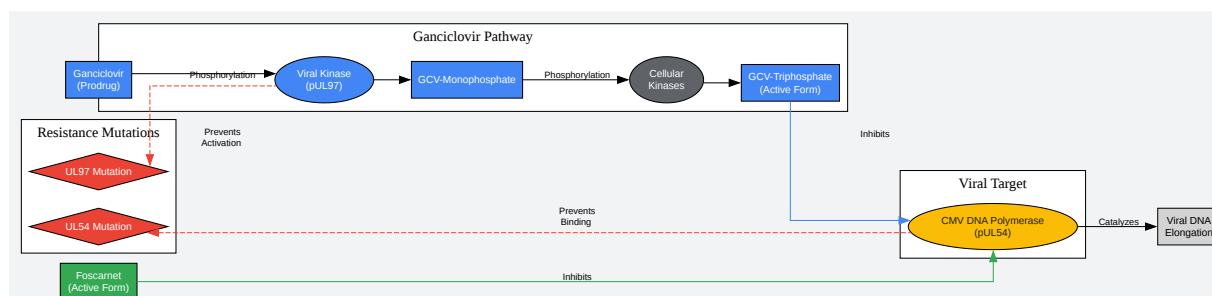 Ganciclovir Pathway
Ganciclovir
(Prodrug)
Phosphorylation
Viral Kinase
(pUL97)
GCV-Monophosphate
Phosphorylation
Cellular
Kinases
GCV-Triphosphate
(Active Form)
Resistance Mutations
Prevents
Activation
Inhibits
UL97 Mutation
Viral Target
UL54 Mutation
Prevents
Binding
CMV DNA Polymerase
(pUL54)
Catalyzes
Viral DNA
Elongation
Foscarnet
(Active Form)
Inhibits